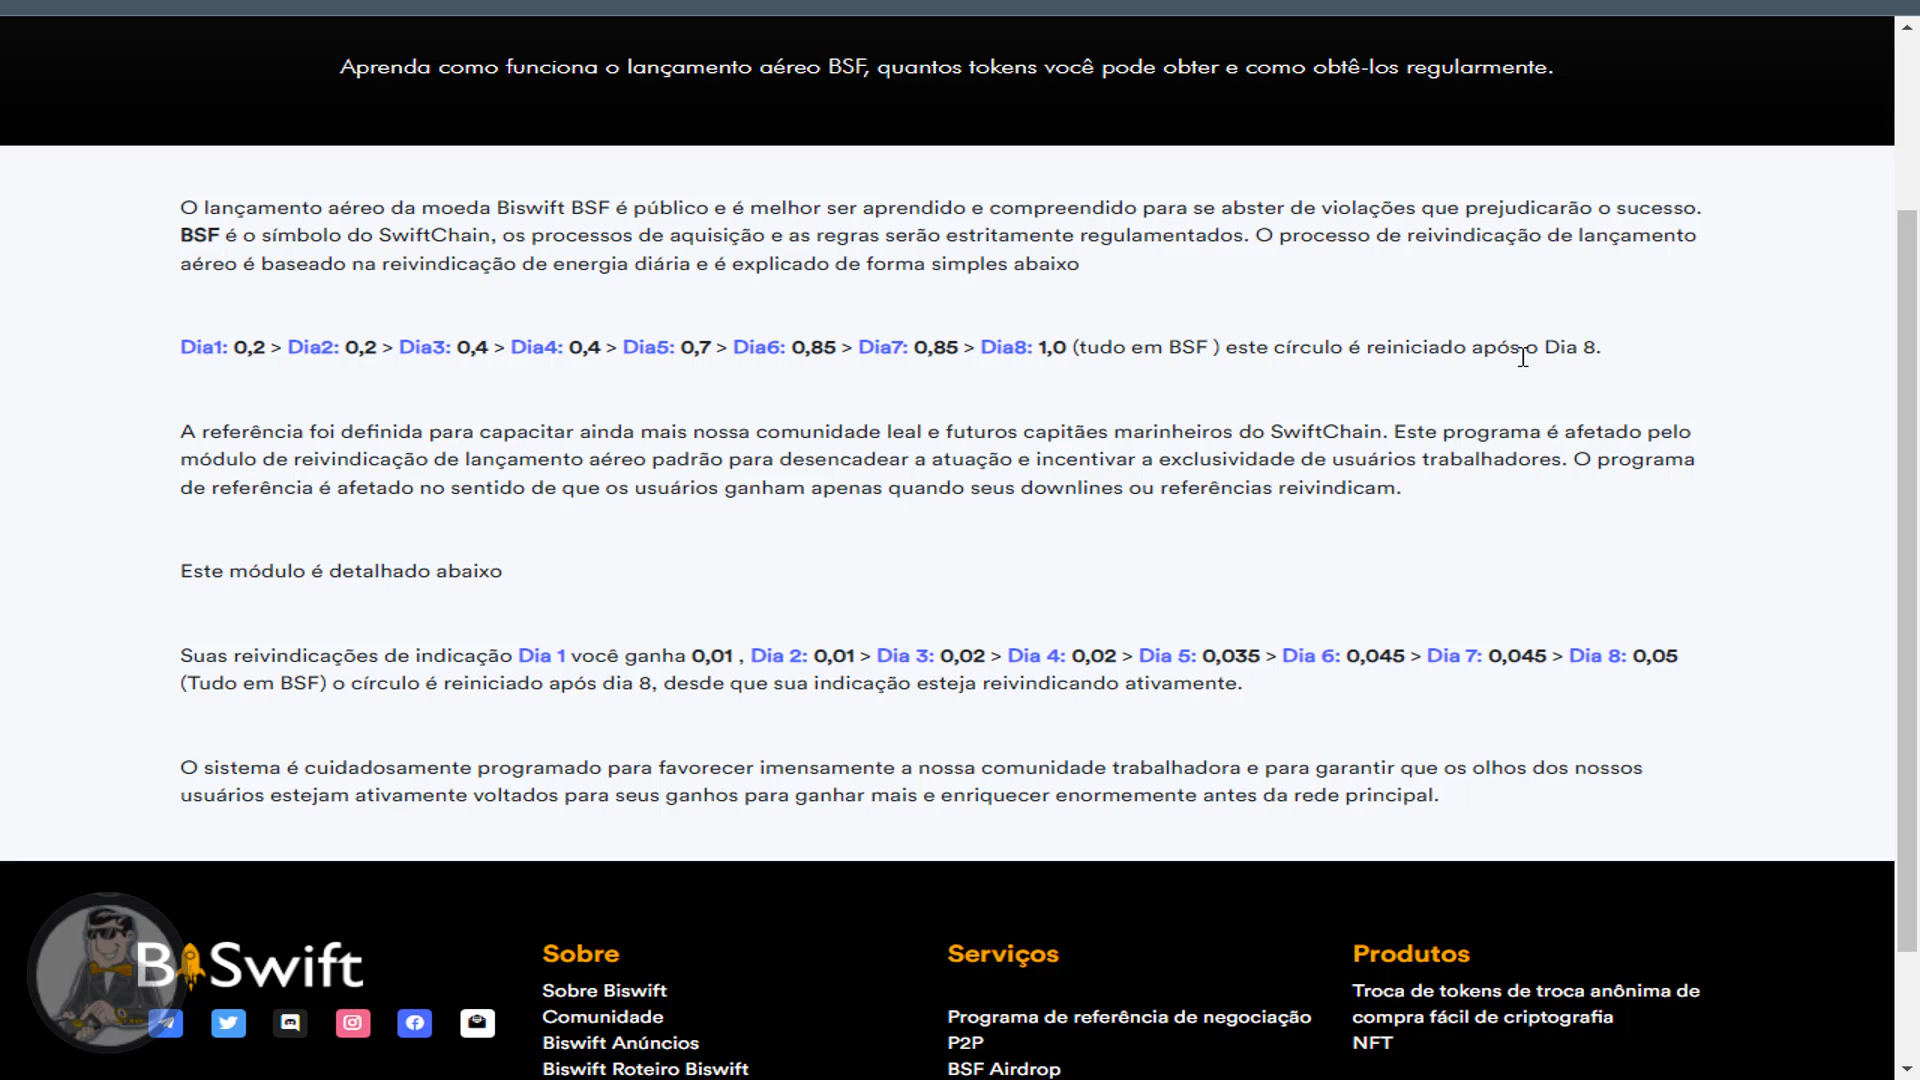 Aprenda como funciona o lançamento aéreo BSF, quantos tokens você pode obter e como obtê-los regularmente.
O lançamento aéreo da moeda Biswift BSF é público e é melhor ser aprendido e compreendido para se abster de violações que prejudicarão o sucesso.
BSF é o símbolo do SwiftChain, os processos de aquisição e as regras serão estritamente regulamentados. O processo de reivindicação de lançamento
aéreo é baseado na reivindicação de energia diária e é explicado de forma simples abaixo
Dia1: 0,2 > Dia2: 0,2 > Dia3: 0,4 > Dia4: 0,4 > Dia5: 0,7 > Dia6: 0,85 > Dia7: 0,85 > Dia8: 1,0 (tudo em BSF ) este círculo é reiniciado após o Dia 8.
A referência foi definida para capacitar ainda mais nossa comunidade leal e futuros capitães marinheiros do SwiftChain. Este programa é afetado pelo
módulo de reivindicação de lançamento aéreo padrão para desencadear a atuação e incentivar a exclusividade de usuários trabalhadores. O programa
de referência é afetado no sentido de que os usuários ganham apenas quando seus downlines ou referências reivindicam.
Este módulo é detalhado abaixo
Suas reivindicações de indicação Dia 1 você ganha 0,01 , Dia 2: 0,01 > Dia 3: 0,02 > Dia 4: 0,02 > Dia 5: 0,035 > Dia 6: 0,045 > Dia 7: 0,045 > Dia 8: 0,05
(Tudo em BSF) o círculo é reiniciado após dia 8, desde que sua indicação esteja reivindicando ativamente.
O sistema é cuidadosamente programado para favorecer imensamente a nossa comunidade trabalhadora e para garantir que os olhos dos nossos
usuários estejam ativamente voltados para seus ganhos para ganhar mais e enriquecer enormemente antes da rede principal.
BiSwift
Sobre
Sobre Biswift
Comunidade
Biswift Anúncios
Biswift Roteiro Biswift
Serviços
Programa de referência de negociação
P2P
BSF Airdrop
Produtos
Troca de tokens de troca anônima de
compra fácil de criptografia
NFT